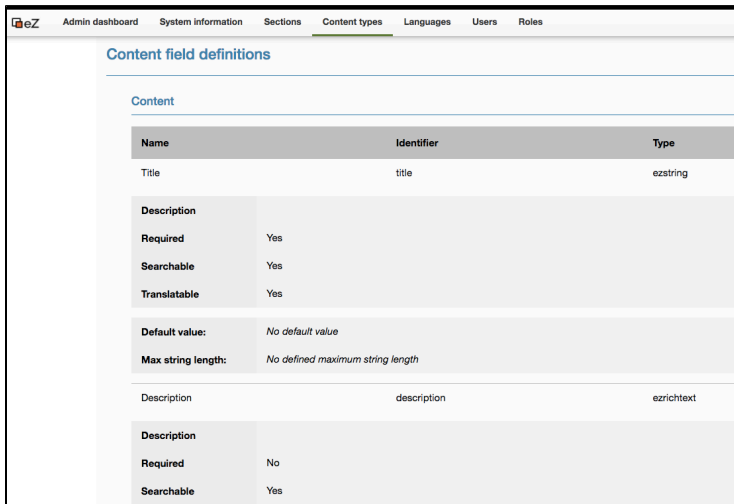 eZ Admin dashboard System information Sections Content types Languages Users Roles
Content field definitions
Content
Name Identifier Type
Title title ezstring
Description
Required Yes
Searchable Yes
Translatable Yes
Default value: No default value
Max string length: No defined maximum string length
Description description ezrichtext
Description
Required No
Searchable Yes